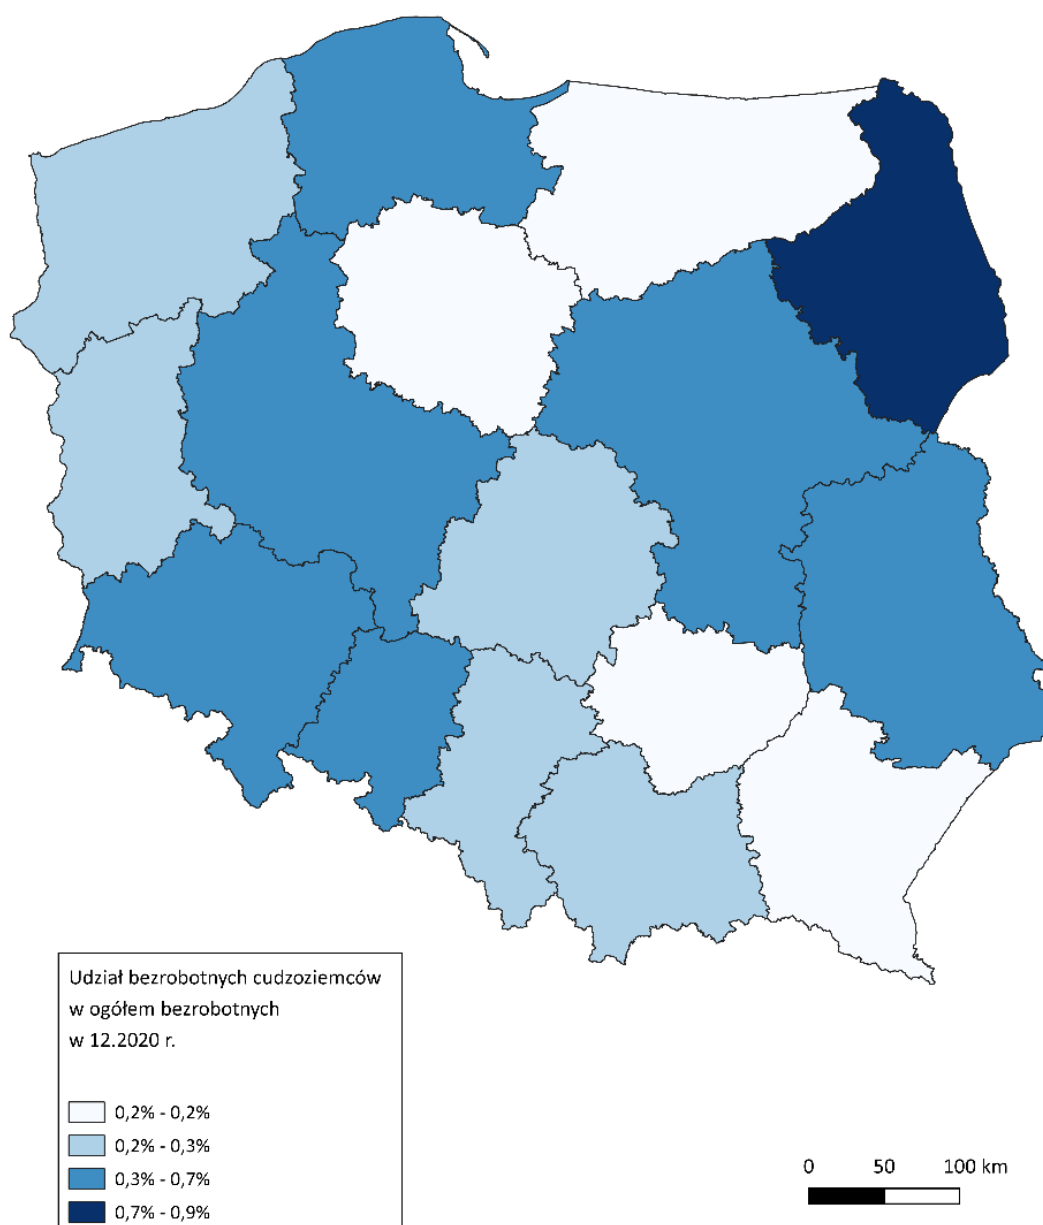 Udział bezrobotnych cudzoziemców
w ogółem bezrobotnych
w 12.2020 r.
0,2% - 0,2%
0,2% - 0,3%
0,3% - 0,7%
0,7% - 0,9%
0 50 100 km